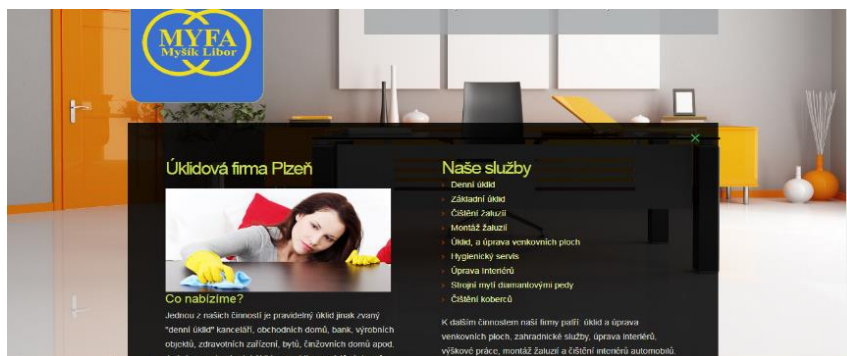 MYFA
Myšík Libor
Úklidová firma Plzeň
Co nabízíme?
Jednou z našich činností je pravidelný úklid jinak zvaný
"denní úklid" kanceláří, obchodních domů, bank, výrobních
objektů, zdravotních zařízení, bytů, činžovních domů apod.
Naše služby
Denní úklid
Základní úklid
Čištění žaluzií
Montáž žaluzií
Úklid, a úprava venkovních ploch
Hygienický servis
Úprava Interiérů
Strojní mytí diamantovými pedy
Čištění koberců
K dalším činnostem naší firmy patří: úklid a úprava
venkovních ploch, zahradnické služby, úprava interiérů,
výškové práce, montáž žaluzií a čištění interiérů automobilů.